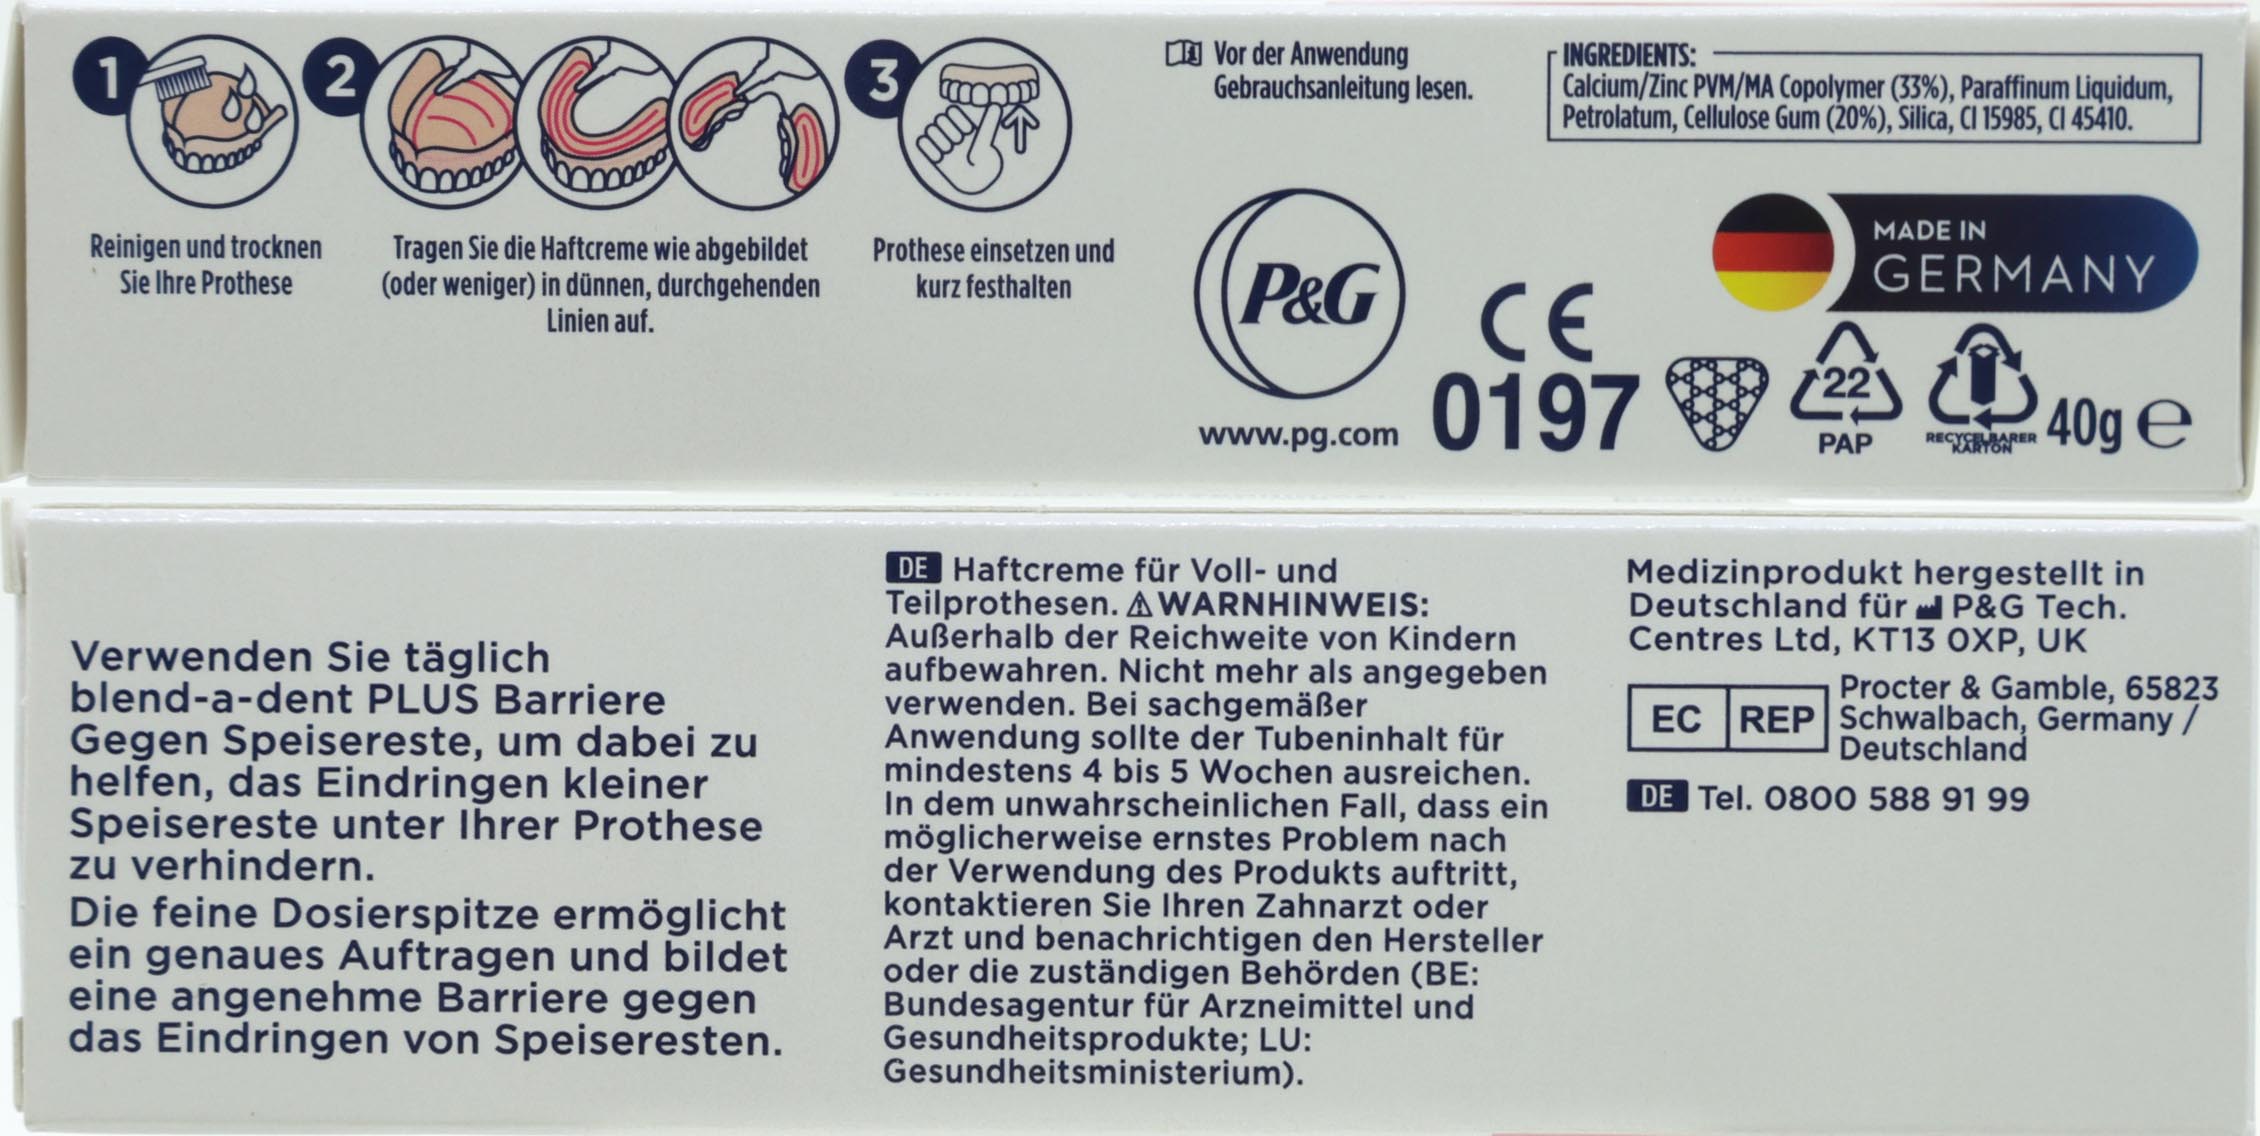 1
2
3
Reinigen und trocknen
Sie Ihre Prothese
Tragen Sie die Haftcreme wie abgebildet
(oder weniger) in dünnen, durchgehenden
Linien auf.
Prothese einsetzen und
kurz festhalten
Vor der Anwendung
Gebrauchsanleitung lesen.
INGREDIENTS:
Calcium/Zinc PVM/MA Copolymer (33%), Paraffinum Liquidum,
Petrolatum, Cellulose Gum (20%), Silica, CI 15985, CI 45410.
P&G
www.pg.com
CE
0197
MADE IN
GERMANY
22
PAP
RECYCELBARER
KARTON
40g ℮
Verwenden Sie täglich
blend-a-dent PLUS Barriere
Gegen Speisereste, um dabei zu
helfen, das Eindringen kleiner
Speisereste unter Ihrer Prothese
zu verhindern.
Die feine Dosierspitze ermöglicht
ein genaues Auftragen und bildet
eine angenehme Barriere gegen
das Eindringen von Speiseresten.
DE Haftcreme für Voll- und
Teilprothesen. ⚠ WARNHINWEIS:
Außerhalb der Reichweite von Kindern
aufbewahren. Nicht mehr als angegeben
verwenden. Bei sachgemäßer
Anwendung sollte der Tubeninhalt für
mindestens 4 bis 5 Wochen ausreichen.
In dem unwahrscheinlichen Fall, dass ein
möglicherweise ernstes Problem nach
der Verwendung des Produkts auftritt,
kontaktieren Sie Ihren Zahnarzt oder
Arzt und benachrichtigen den Hersteller
oder die zuständigen Behörden (BE:
Bundesagentur für Arzneimittel und
Gesundheitsprodukte; LU:
Gesundheitsministerium).
Medizinprodukt hergestellt in
Deutschland für P&G Tech.
Centres Ltd, KT13 0XP, UK
EC REP
Procter & Gamble, 65823
Schwalbach, Germany /
Deutschland
DE Tel. 0800 588 91 99